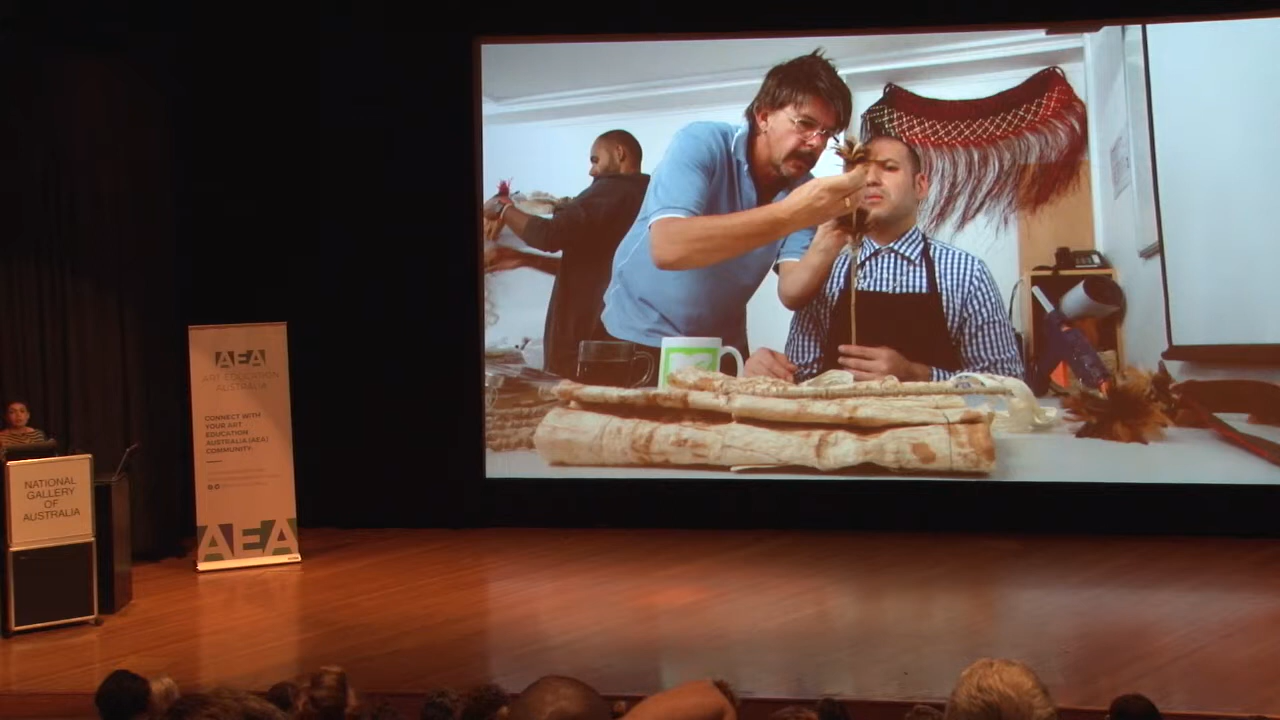 AEA
ART EDUCATION
AUSTRALIA
CONNECT WITH
YOUR ART
EDUCATION
AUSTRALIA (AEA)
COMMUNITY.
AEA
NATIONAL
GALLERY
OF
AUSTRALIA